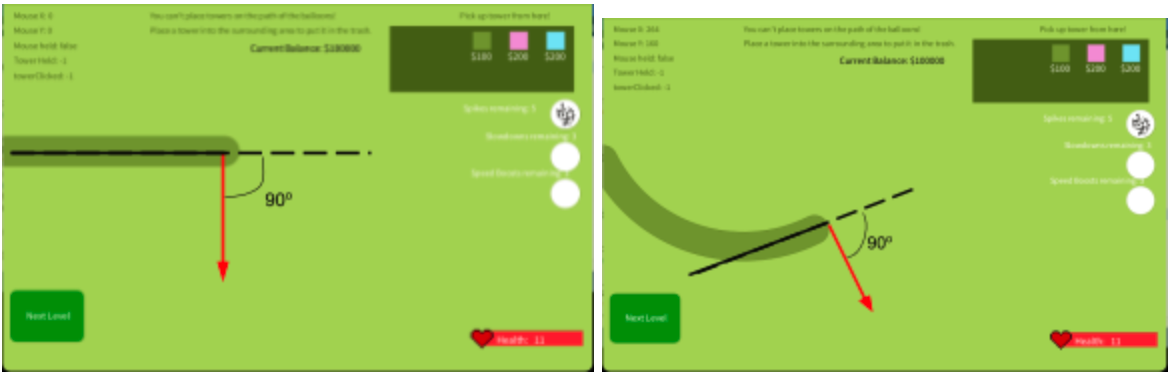 Mouse X: 0
Mouse Y: 0
Mouse held: false
Tower Held: -1
towerClicked: -1
You can't place towers on the path of the balloons!
Place a tower into the surrounding area to put it in the trash.
Current Balance: $100000
Pick up tower from here!
$100 $200 $200
Spikes remaining: 5
Slowdowns remaining: 3
Speed Boosts remaining:
90º
Next Level
Health: 11
Mouse held: false
Tower Held: -1
towerClicked: -1
You can't place towers on the path of the balloons!
Place a tower into the surrounding area to put it in the trash.
Current Balance: $100000
Pick up tower from here!
$100 $200 $200
Spikes remaining: 5
Slowdowns remaining: 3
Speed Boosts remaining:
90º
Next Level
Health: 11